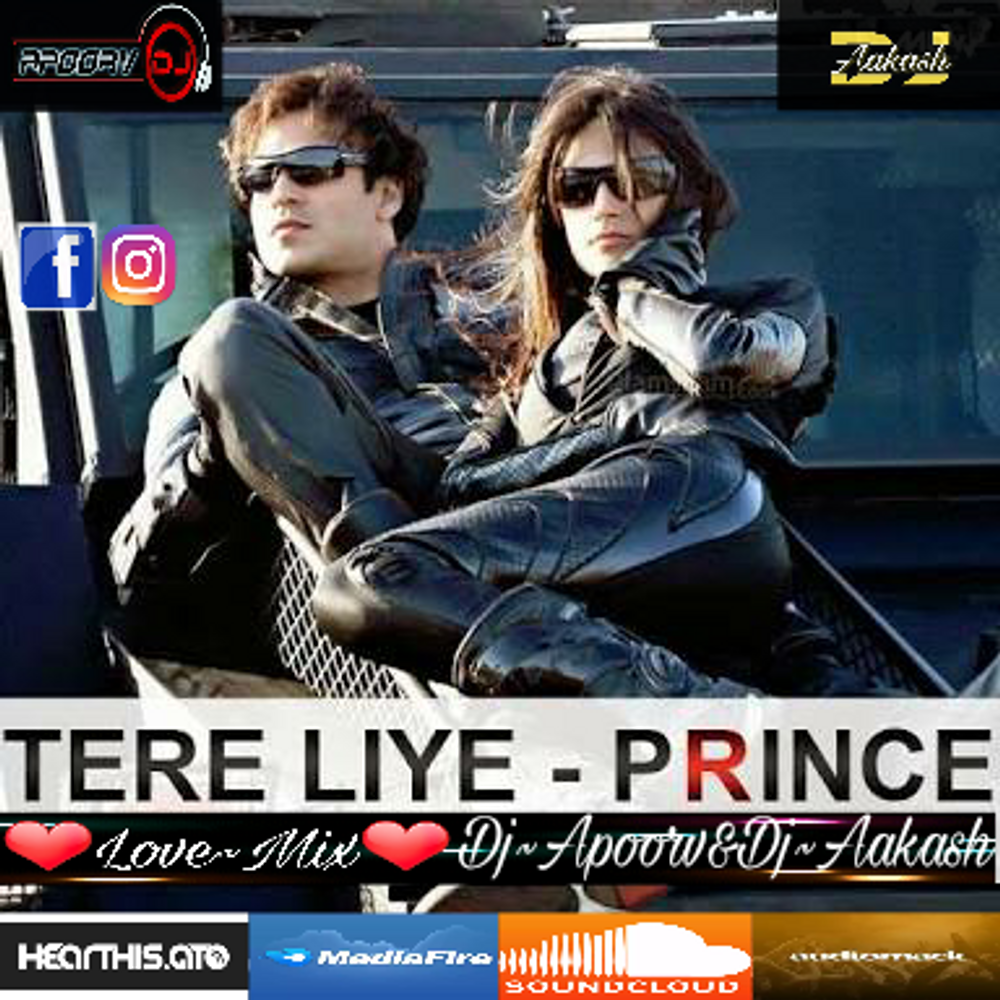 APOORV DJ
DJ Aakash
f
TERE LIYE - PRINCE
Love~Mix Dj~Apoorv&Dj~Aakash
HEARTHIS.AT
MediaFire
SOUNDCLOUD
audiomack